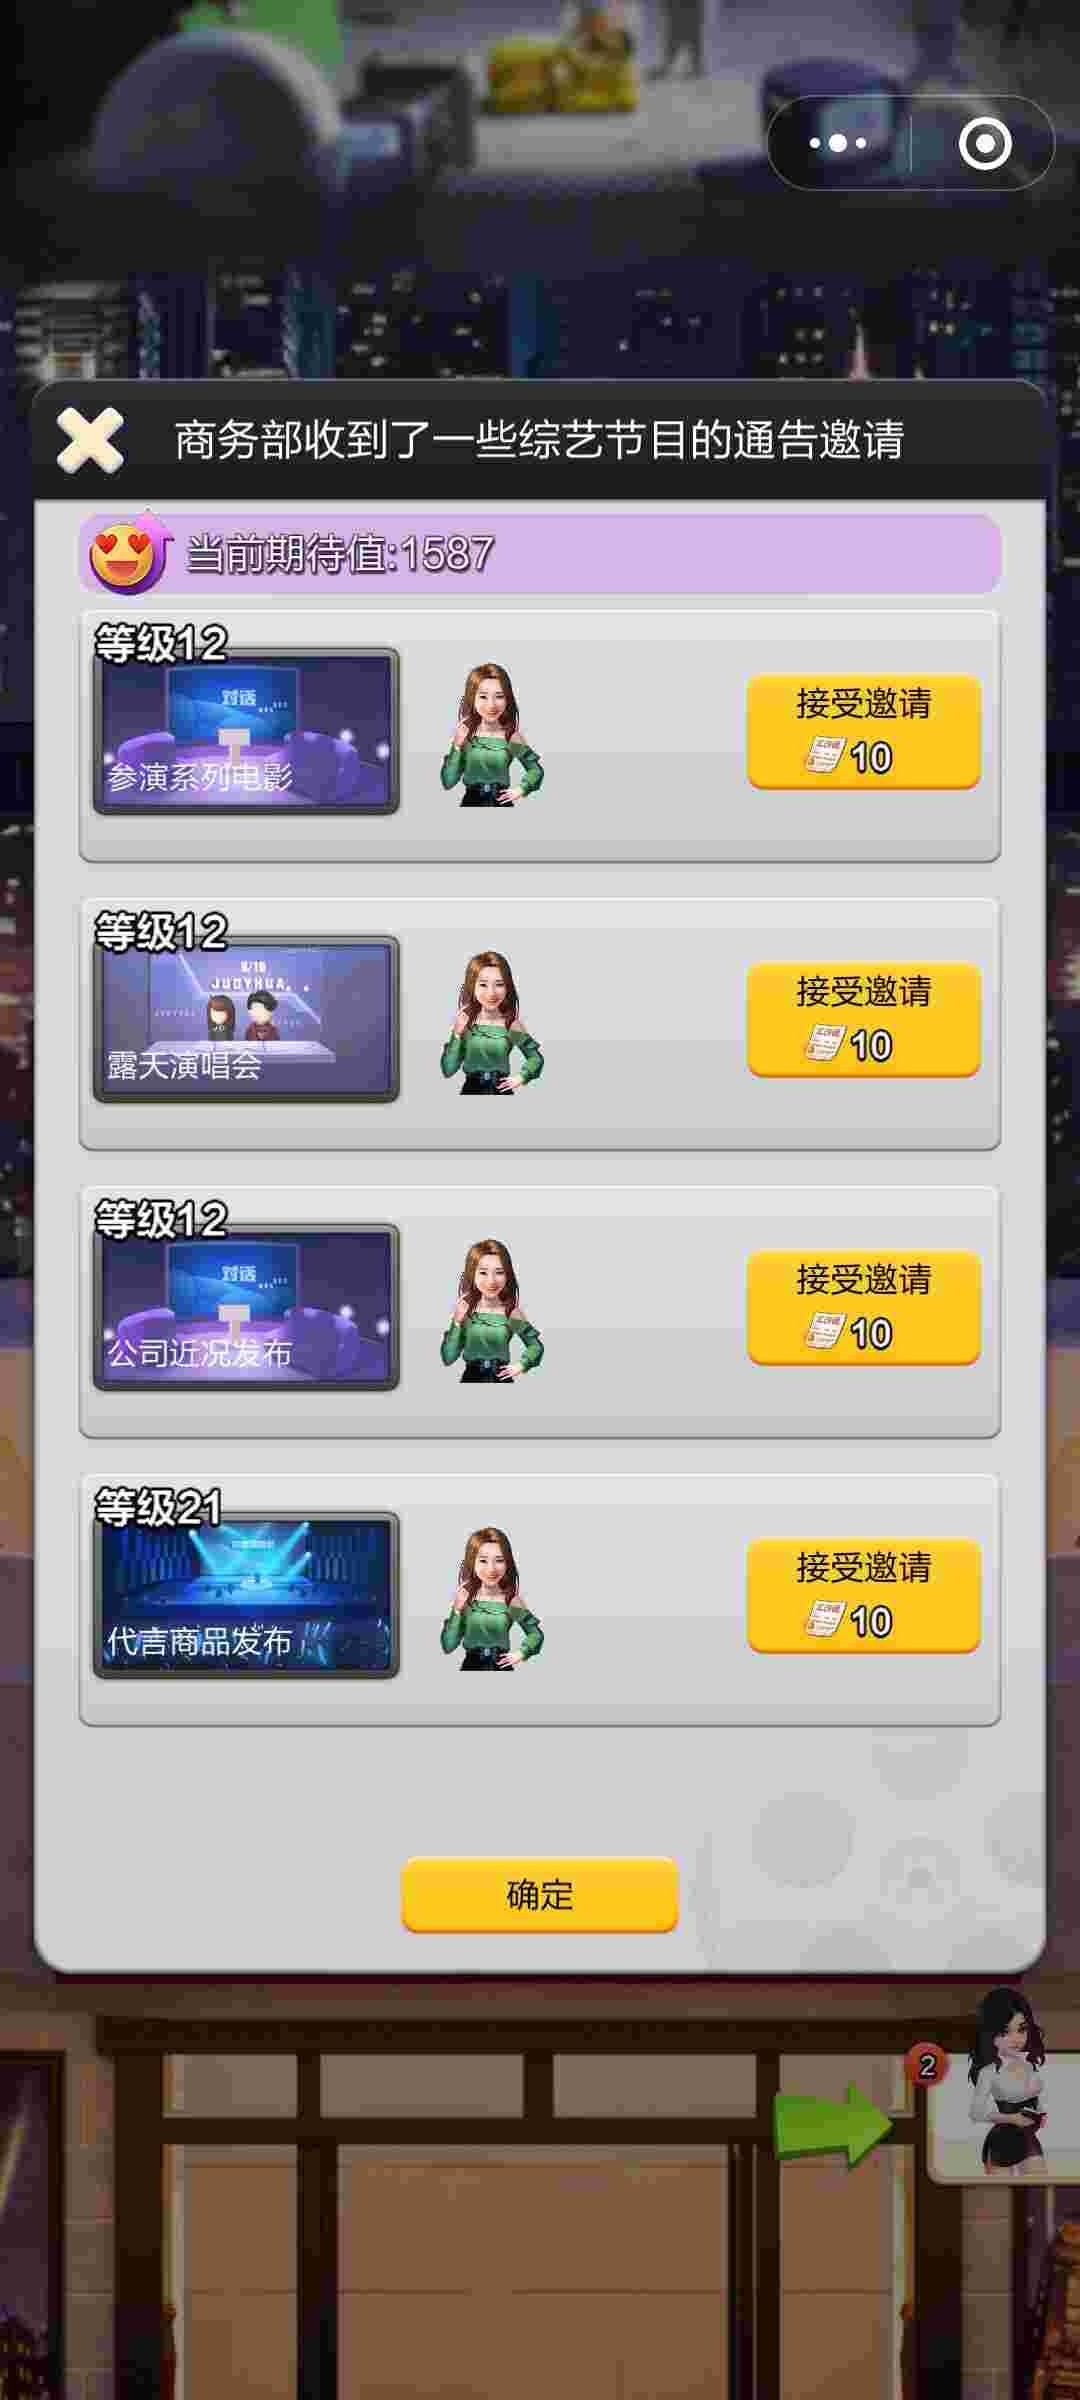 商务部收到了一些综艺节目的通告邀请
当前期待值:1587
等级12
对话
参演系列电影
接受邀请
10
等级12
JUDYHUA
露天演唱会
接受邀请
10
等级12
对话
公司近况发布
接受邀请
10
等级21
代言商品发布
接受邀请
10
确定
2